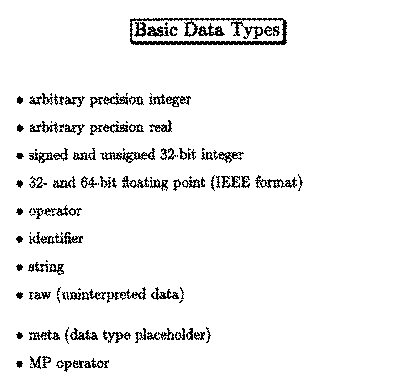 Basic Data Types
• arbitrary precision integer
• arbitrary precision real
• signed and unsigned 32-bit integer
• 32- and 64-bit floating point (IEEE format)
• operator
• identifier
• string
• raw (uninterpreted data)
• meta (data type placeholder)
• MP operator